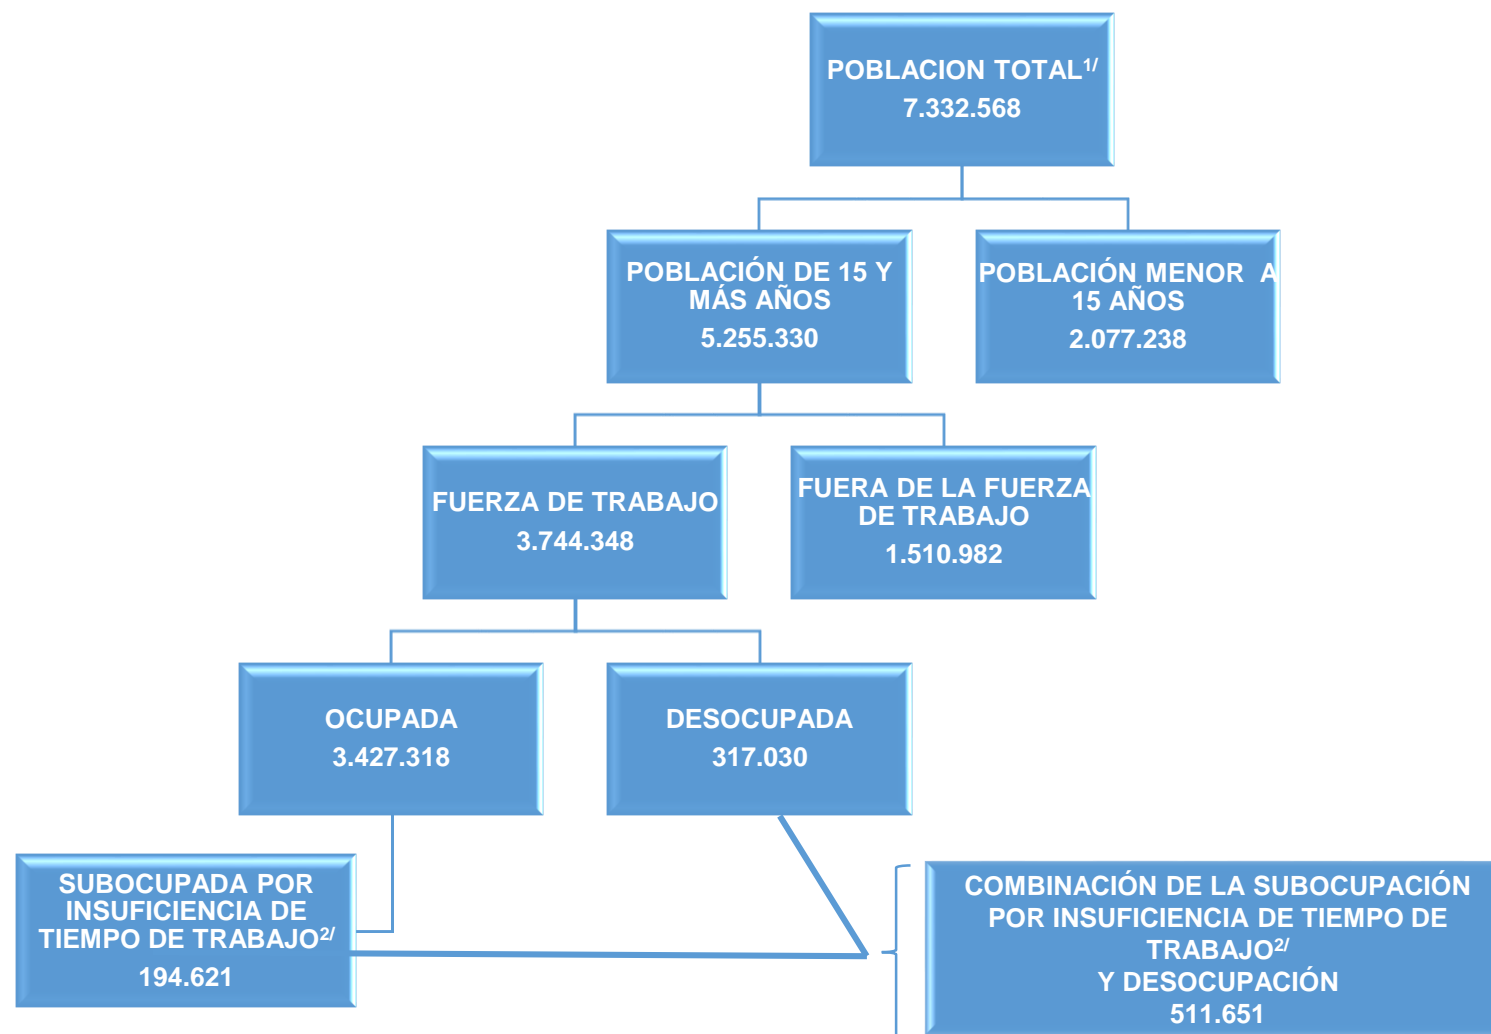 POBLACION TOTAL1/
7.332.568
POBLACIÓN DE 15 Y
MÁS AÑOS
5.255.330
POBLACIÓN MENOR A
15 AÑOS
2.077.238
FUERZA DE TRABAJO
3.744.348
FUERA DE LA FUERZA
DE TRABAJO
1.510.982
OCUPADA
3.427.318
DESOCUPADA
317.030
SUBOCUPADA POR
INSUFICIENCIA DE
TIEMPO DE TRABAJO2/
194.621
COMBINACIÓN DE LA SUBOCUPACIÓN
POR INSUFICIENCIA DE TIEMPO DE
TRABAJO2/
Y DESOCUPACIÓN
511.651